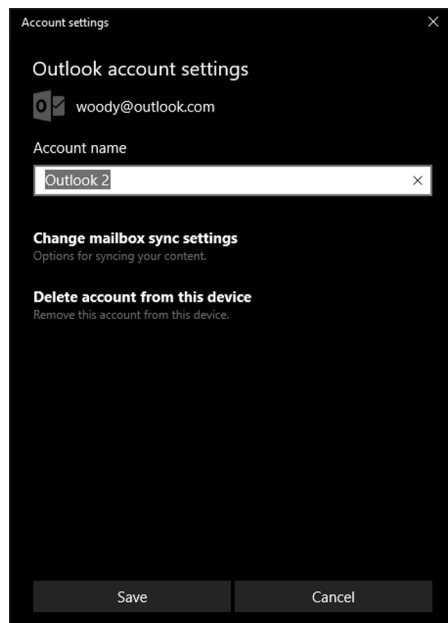 Account settings
Outlook account settings
woody@outlook.com
Account name
Outlook 2
Change mailbox sync settings
Options for syncing your content.
Delete account from this device
Remove this account from this device.
Save Cancel